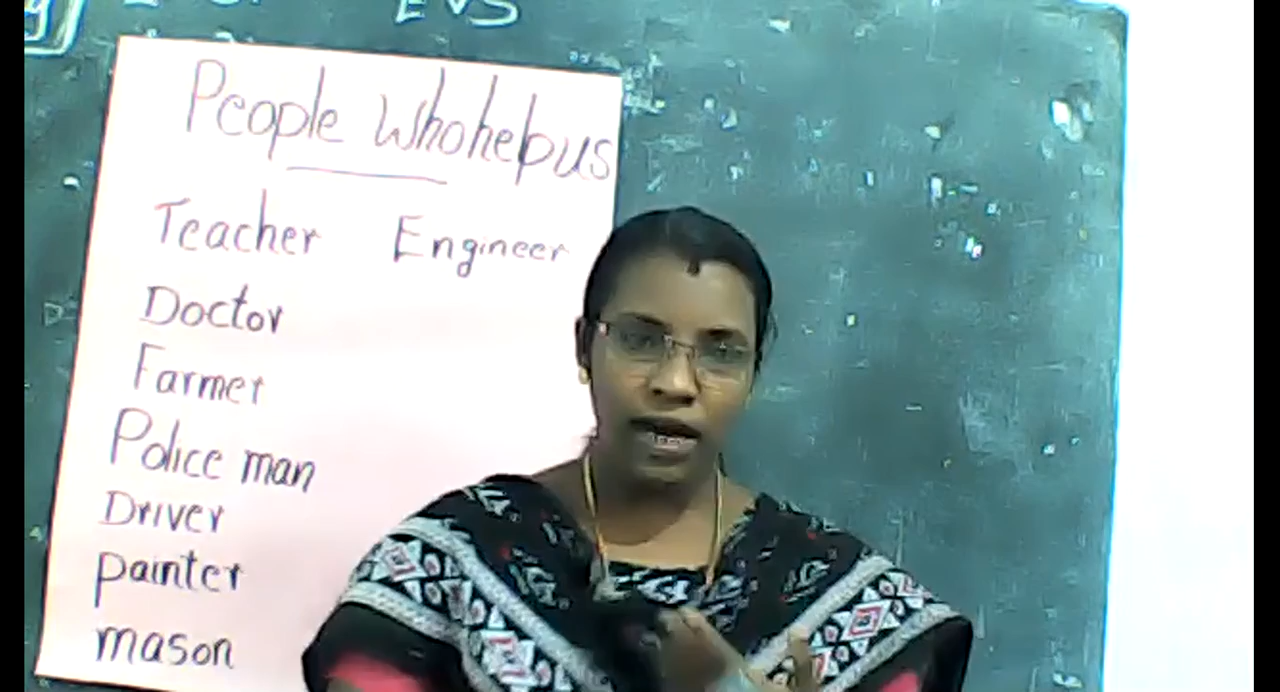 EVS
People Whohelpus
Teacher Engineer
Doctor
Farmer
Police man
Driver
painter
mason